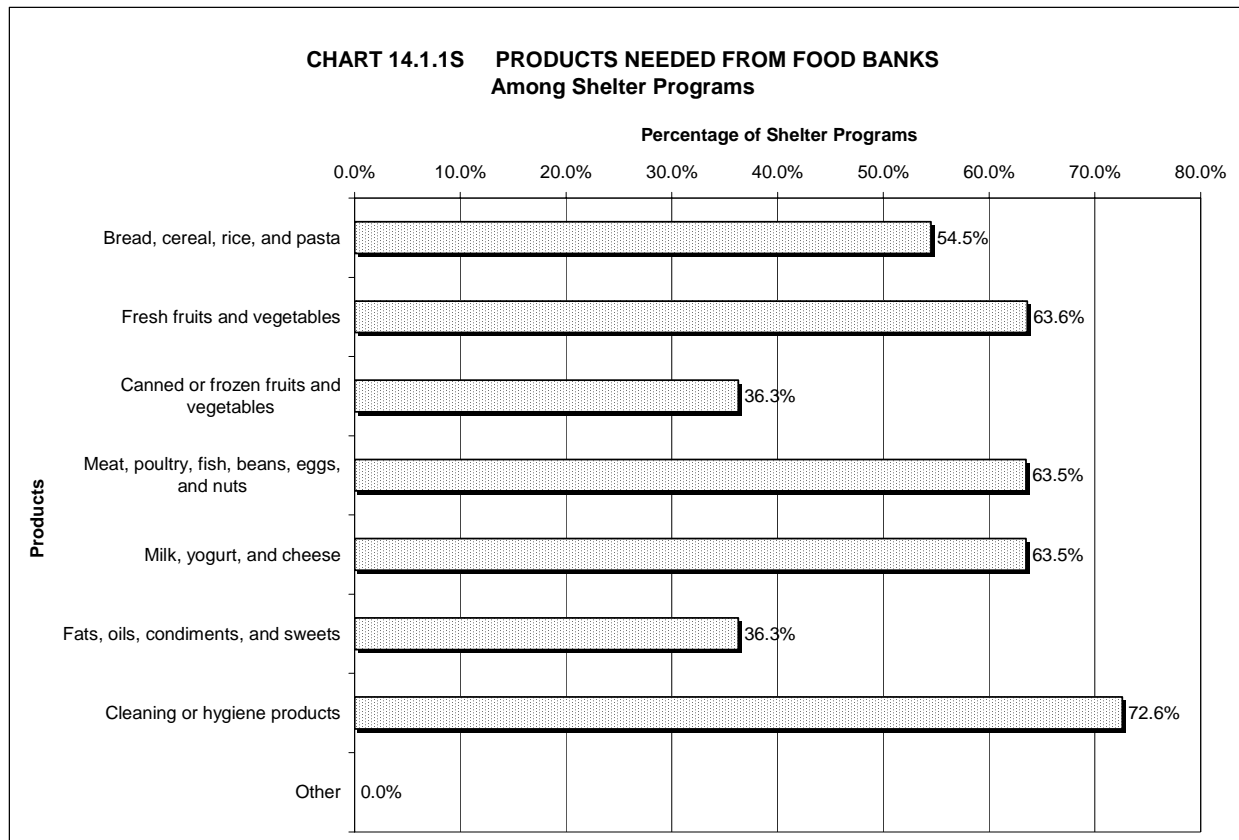 CHART 14.1.1S PRODUCTS NEEDED FROM FOOD BANKS
Among Shelter Programs
Percentage of Shelter Programs
0.0% 10.0% 20.0% 30.0% 40.0% 50.0% 60.0% 70.0% 80.0%
Products
Bread, cereal, rice, and pasta 54.5%
Fresh fruits and vegetables 63.6%
Canned or frozen fruits and
vegetables 36.3%
Meat, poultry, fish, beans, eggs,
and nuts 63.5%
Milk, yogurt, and cheese 63.5%
Fats, oils, condiments, and sweets 36.3%
Cleaning or hygiene products 72.6%
Other 0.0%